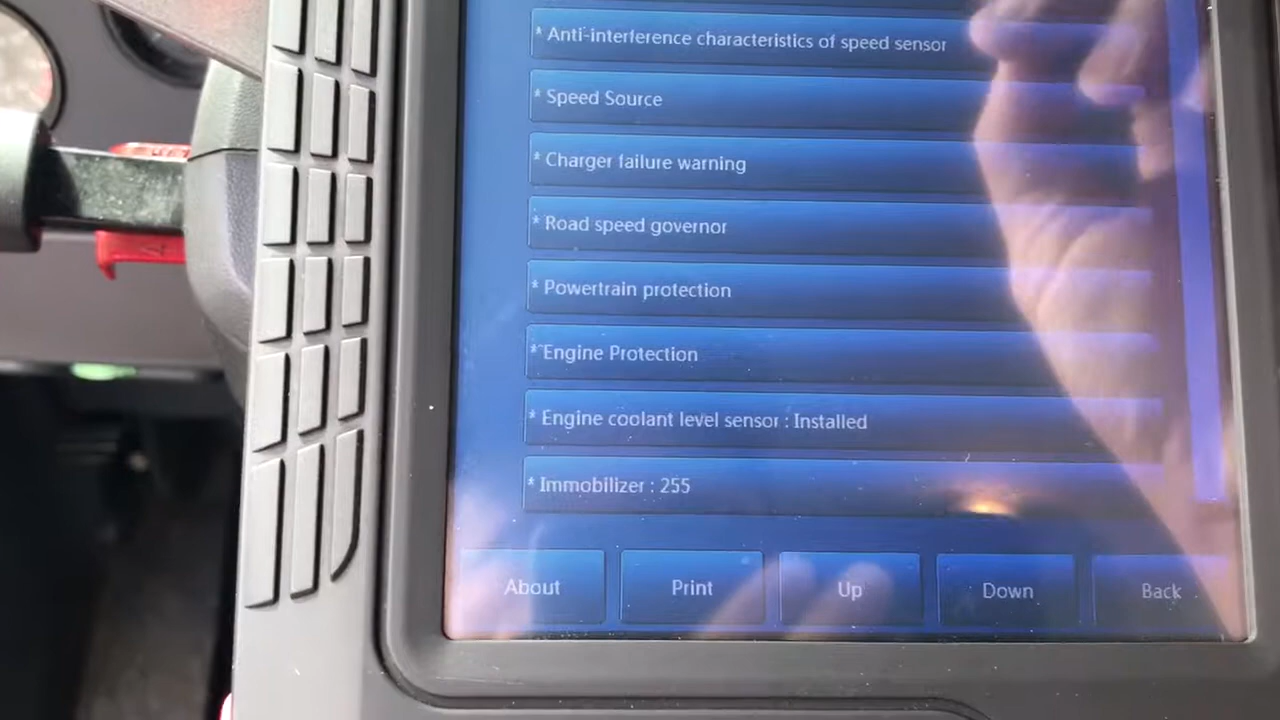 * Anti-interference characteristics of speed sensor
* Speed Source
* Charger failure warning
* Road speed governor
* Powertrain protection
* Engine Protection
* Engine coolant level sensor : Installed
* Immobilizer : 255
About
Print
Up
Down
Back